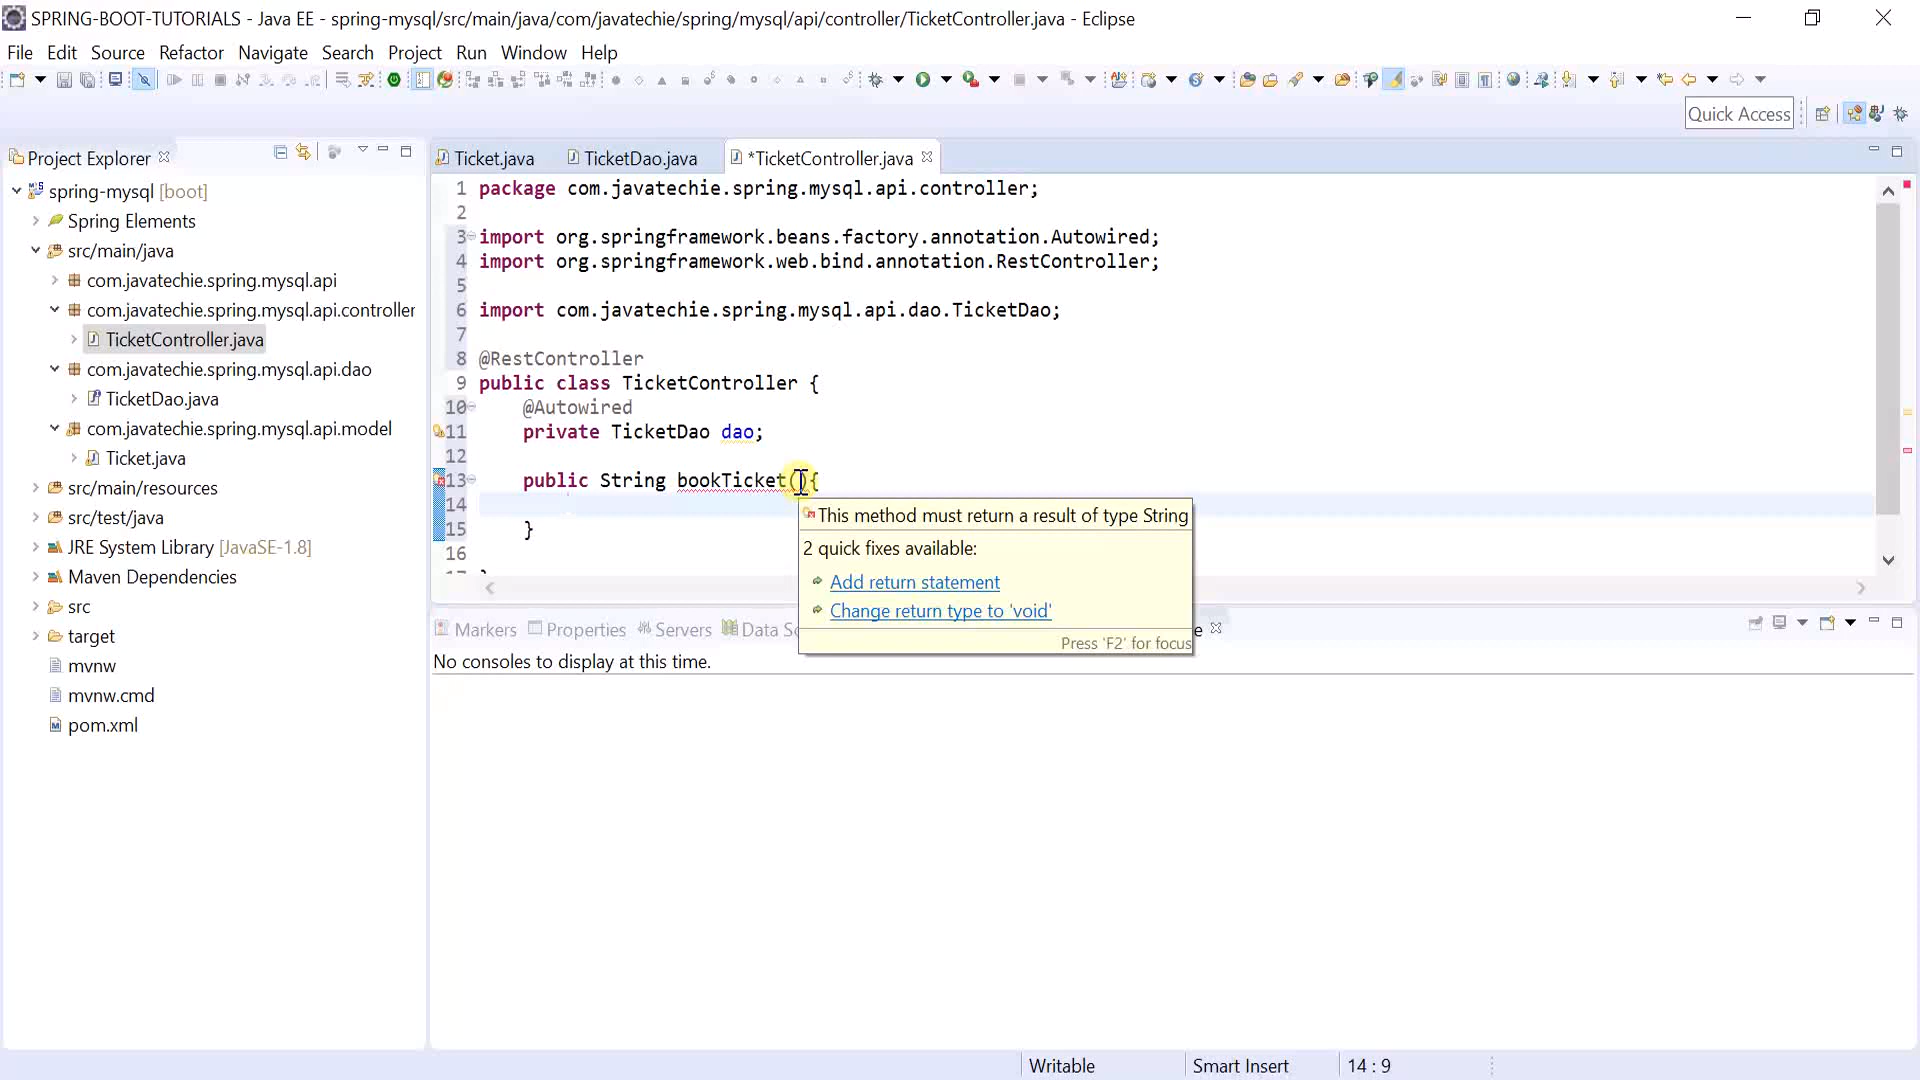 SPRING-BOOT-TUTORIALS - Java EE - spring-mysql/src/main/java/com/javatechie/spring/mysql/api/controller/TicketController.java - Eclipse
File Edit Source Refactor Navigate Search Project Run Window Help
Quick Access
Project Explorer
spring-mysql [boot]
Spring Elements
src/main/java
com.javatechie.spring.mysql.api
com.javatechie.spring.mysql.api.controller
TicketController.java
com.javatechie.spring.mysql.api.dao
TicketDao.java
com.javatechie.spring.mysql.api.model
Ticket.java
src/main/resources
src/test/java
JRE System Library [JavaSE-1.8]
Maven Dependencies
src
target
mvnw
mvnw.cmd
pom.xml
Ticket.java TicketDao.java *TicketController.java
1 package com.javatechie.spring.mysql.api.controller;
2
3 import org.springframework.beans.factory.annotation.Autowired;
4 import org.springframework.web.bind.annotation.RestController;
5
6 import com.javatechie.spring.mysql.api.dao.TicketDao;
7
8 @RestController
9 public class TicketController {
10 @Autowired
11 private TicketDao dao;
12
13 public String bookTicket(){
14
15 }
16
This method must return a result of type String
2 quick fixes available:
Add return statement
Change return type to 'void'
Press 'F2' for focus
Markers Properties Servers Data
No consoles to display at this time.
Writable Smart Insert 14 : 9